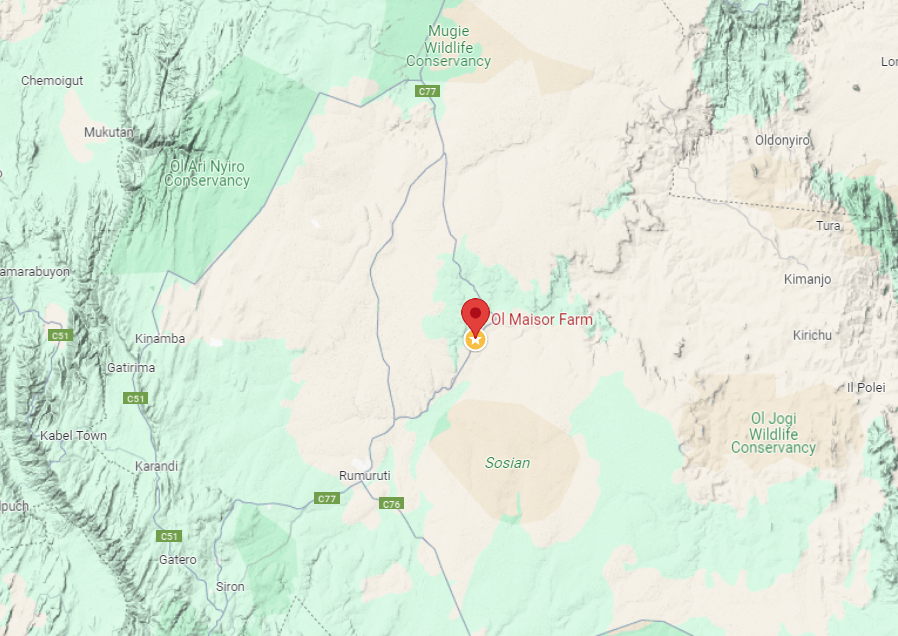 Mugie
Wildlife
Conservancy
Chemoigut
C77
Mukutan
Oldonyiro
Ol Ari Nyiro
Conservancy
Tura
amarabuyon
Kimanjo
Ol Maisor Farm
C51
Kinamba
Kirichu
Gatirima
Il Polei
C51
Ol Jogi
Wildlife
Conservancy
Kabel Town
Sosian
Karandi
Rumuruti
C77
C76
lpuch
C51
Gatero
Siron